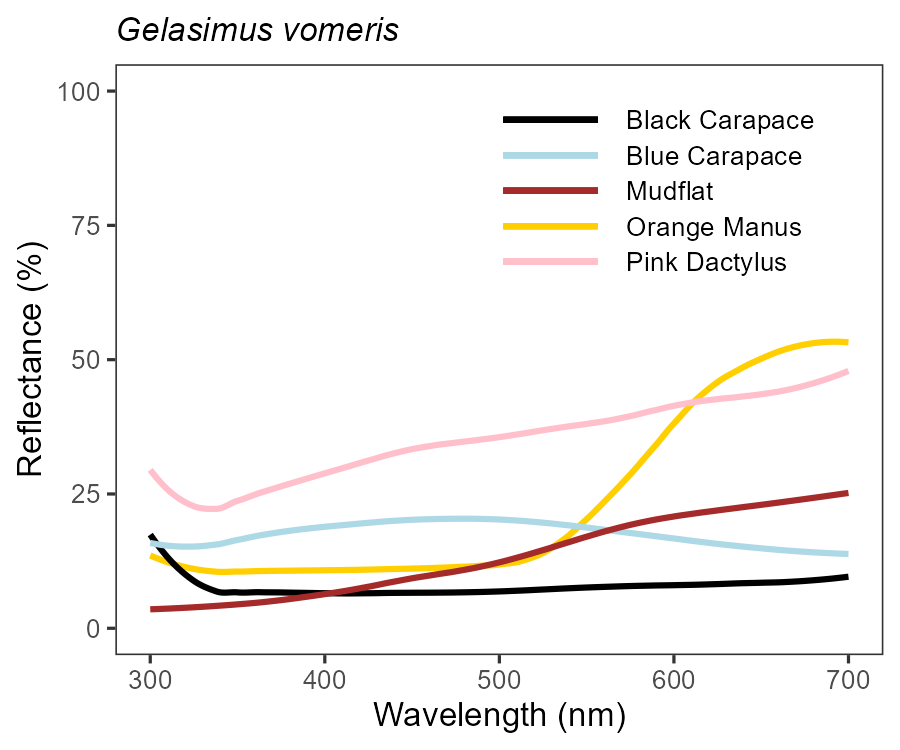 Gelasimus vomeris
100
75
50
25
0
Reflectance (%)
Black Carapace
Blue Carapace
Mudflat
Orange Manus
Pink Dactylus
300 400 500 600 700
Wavelength (nm)